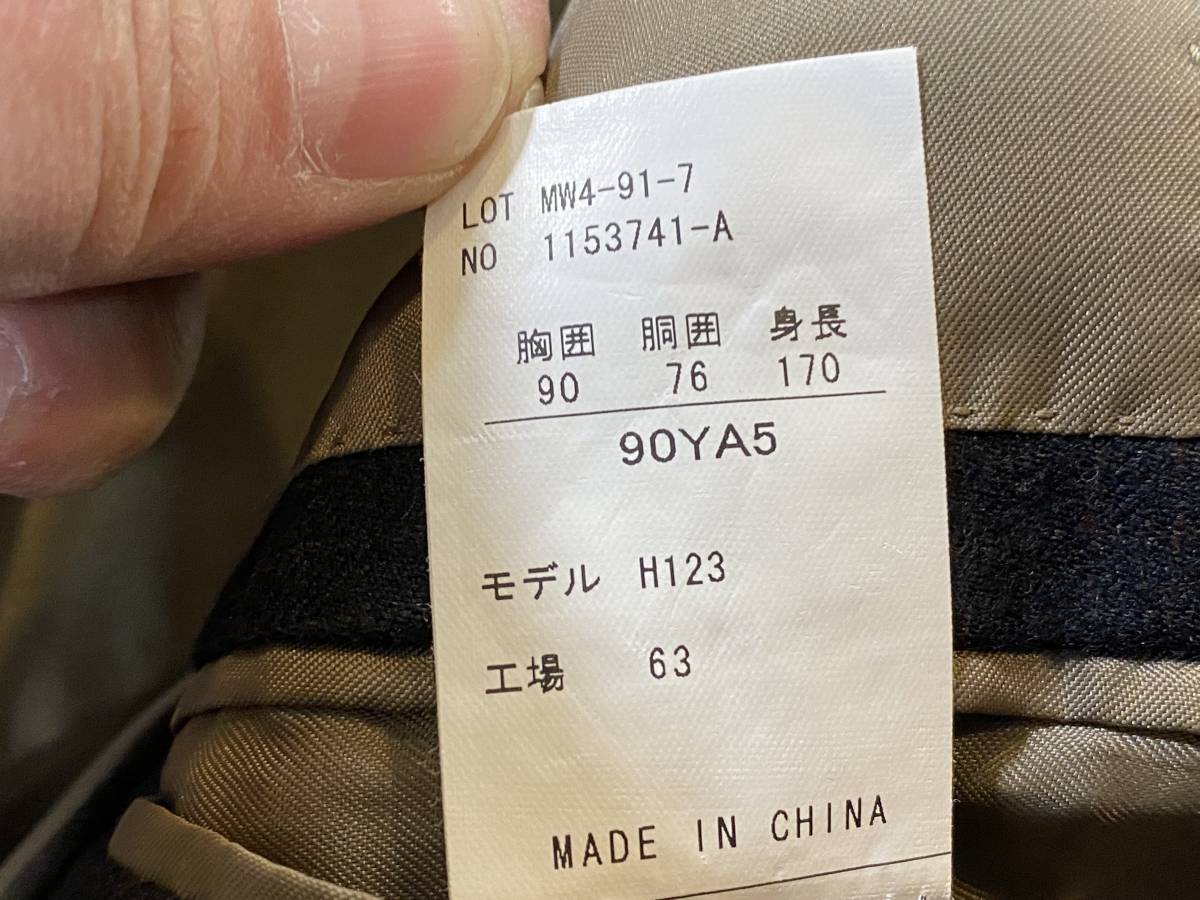 LOT MW4-91-7
NO 1153741-A
胸囲 胴囲 身長
90 76 170
90YA5
モデル H123
工場 63
MADE IN CHINA